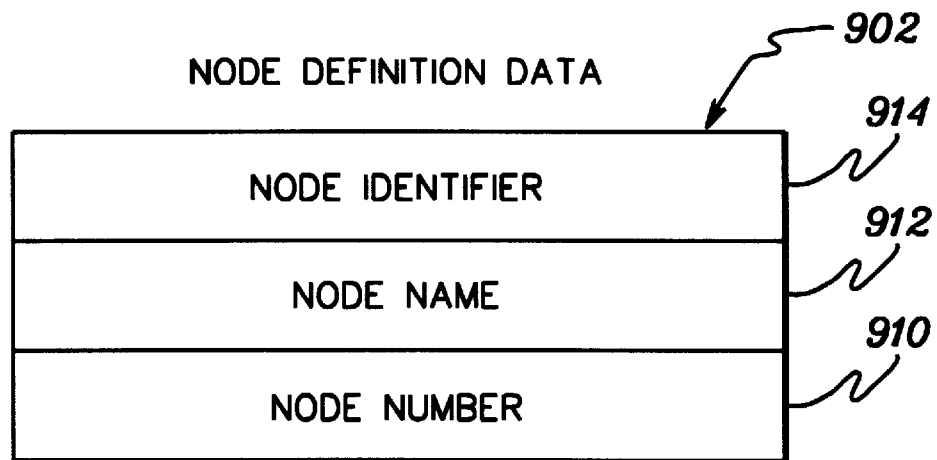 902
NODE DEFINITION DATA
914
NODE IDENTIFIER
912
NODE NAME
910
NODE NUMBER